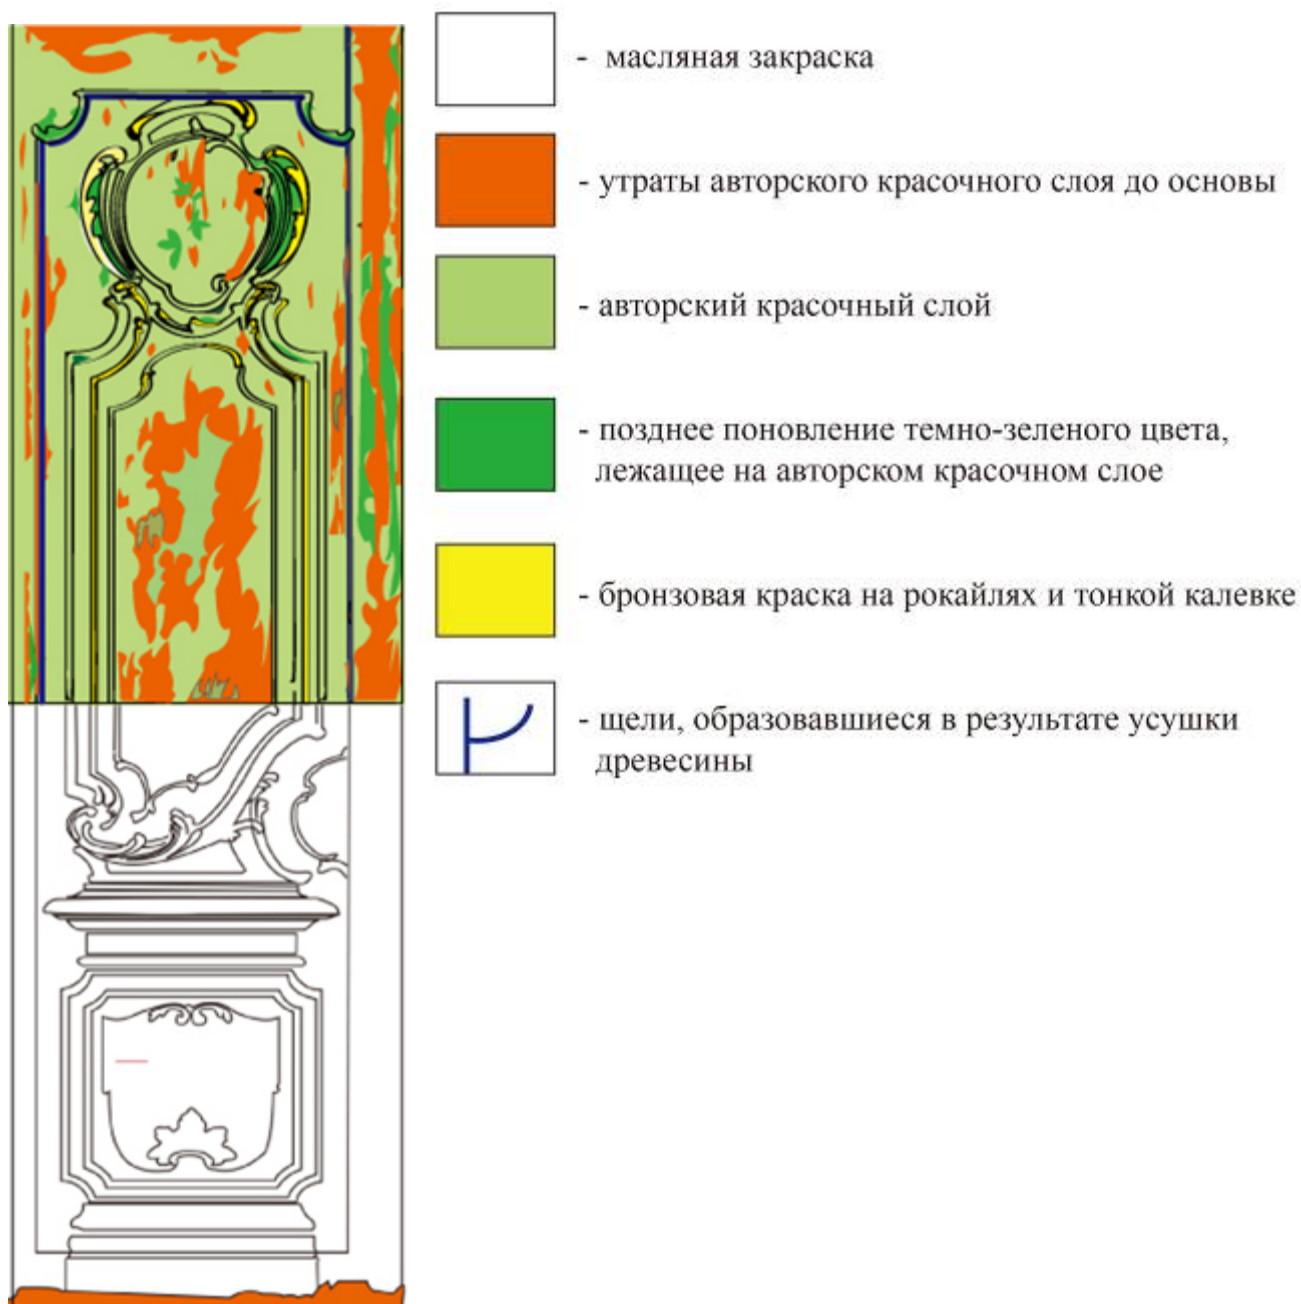 - масляная закраска
- утраты авторского красочного слоя до основы
- авторский красочный слой
- позднее поновление темно-зеленого цвета,
лежащее на авторском красочном слое
- бронзовая краска на рокайлях и тонкой калевке
- щели, образовавшиеся в результате усушки
древесины